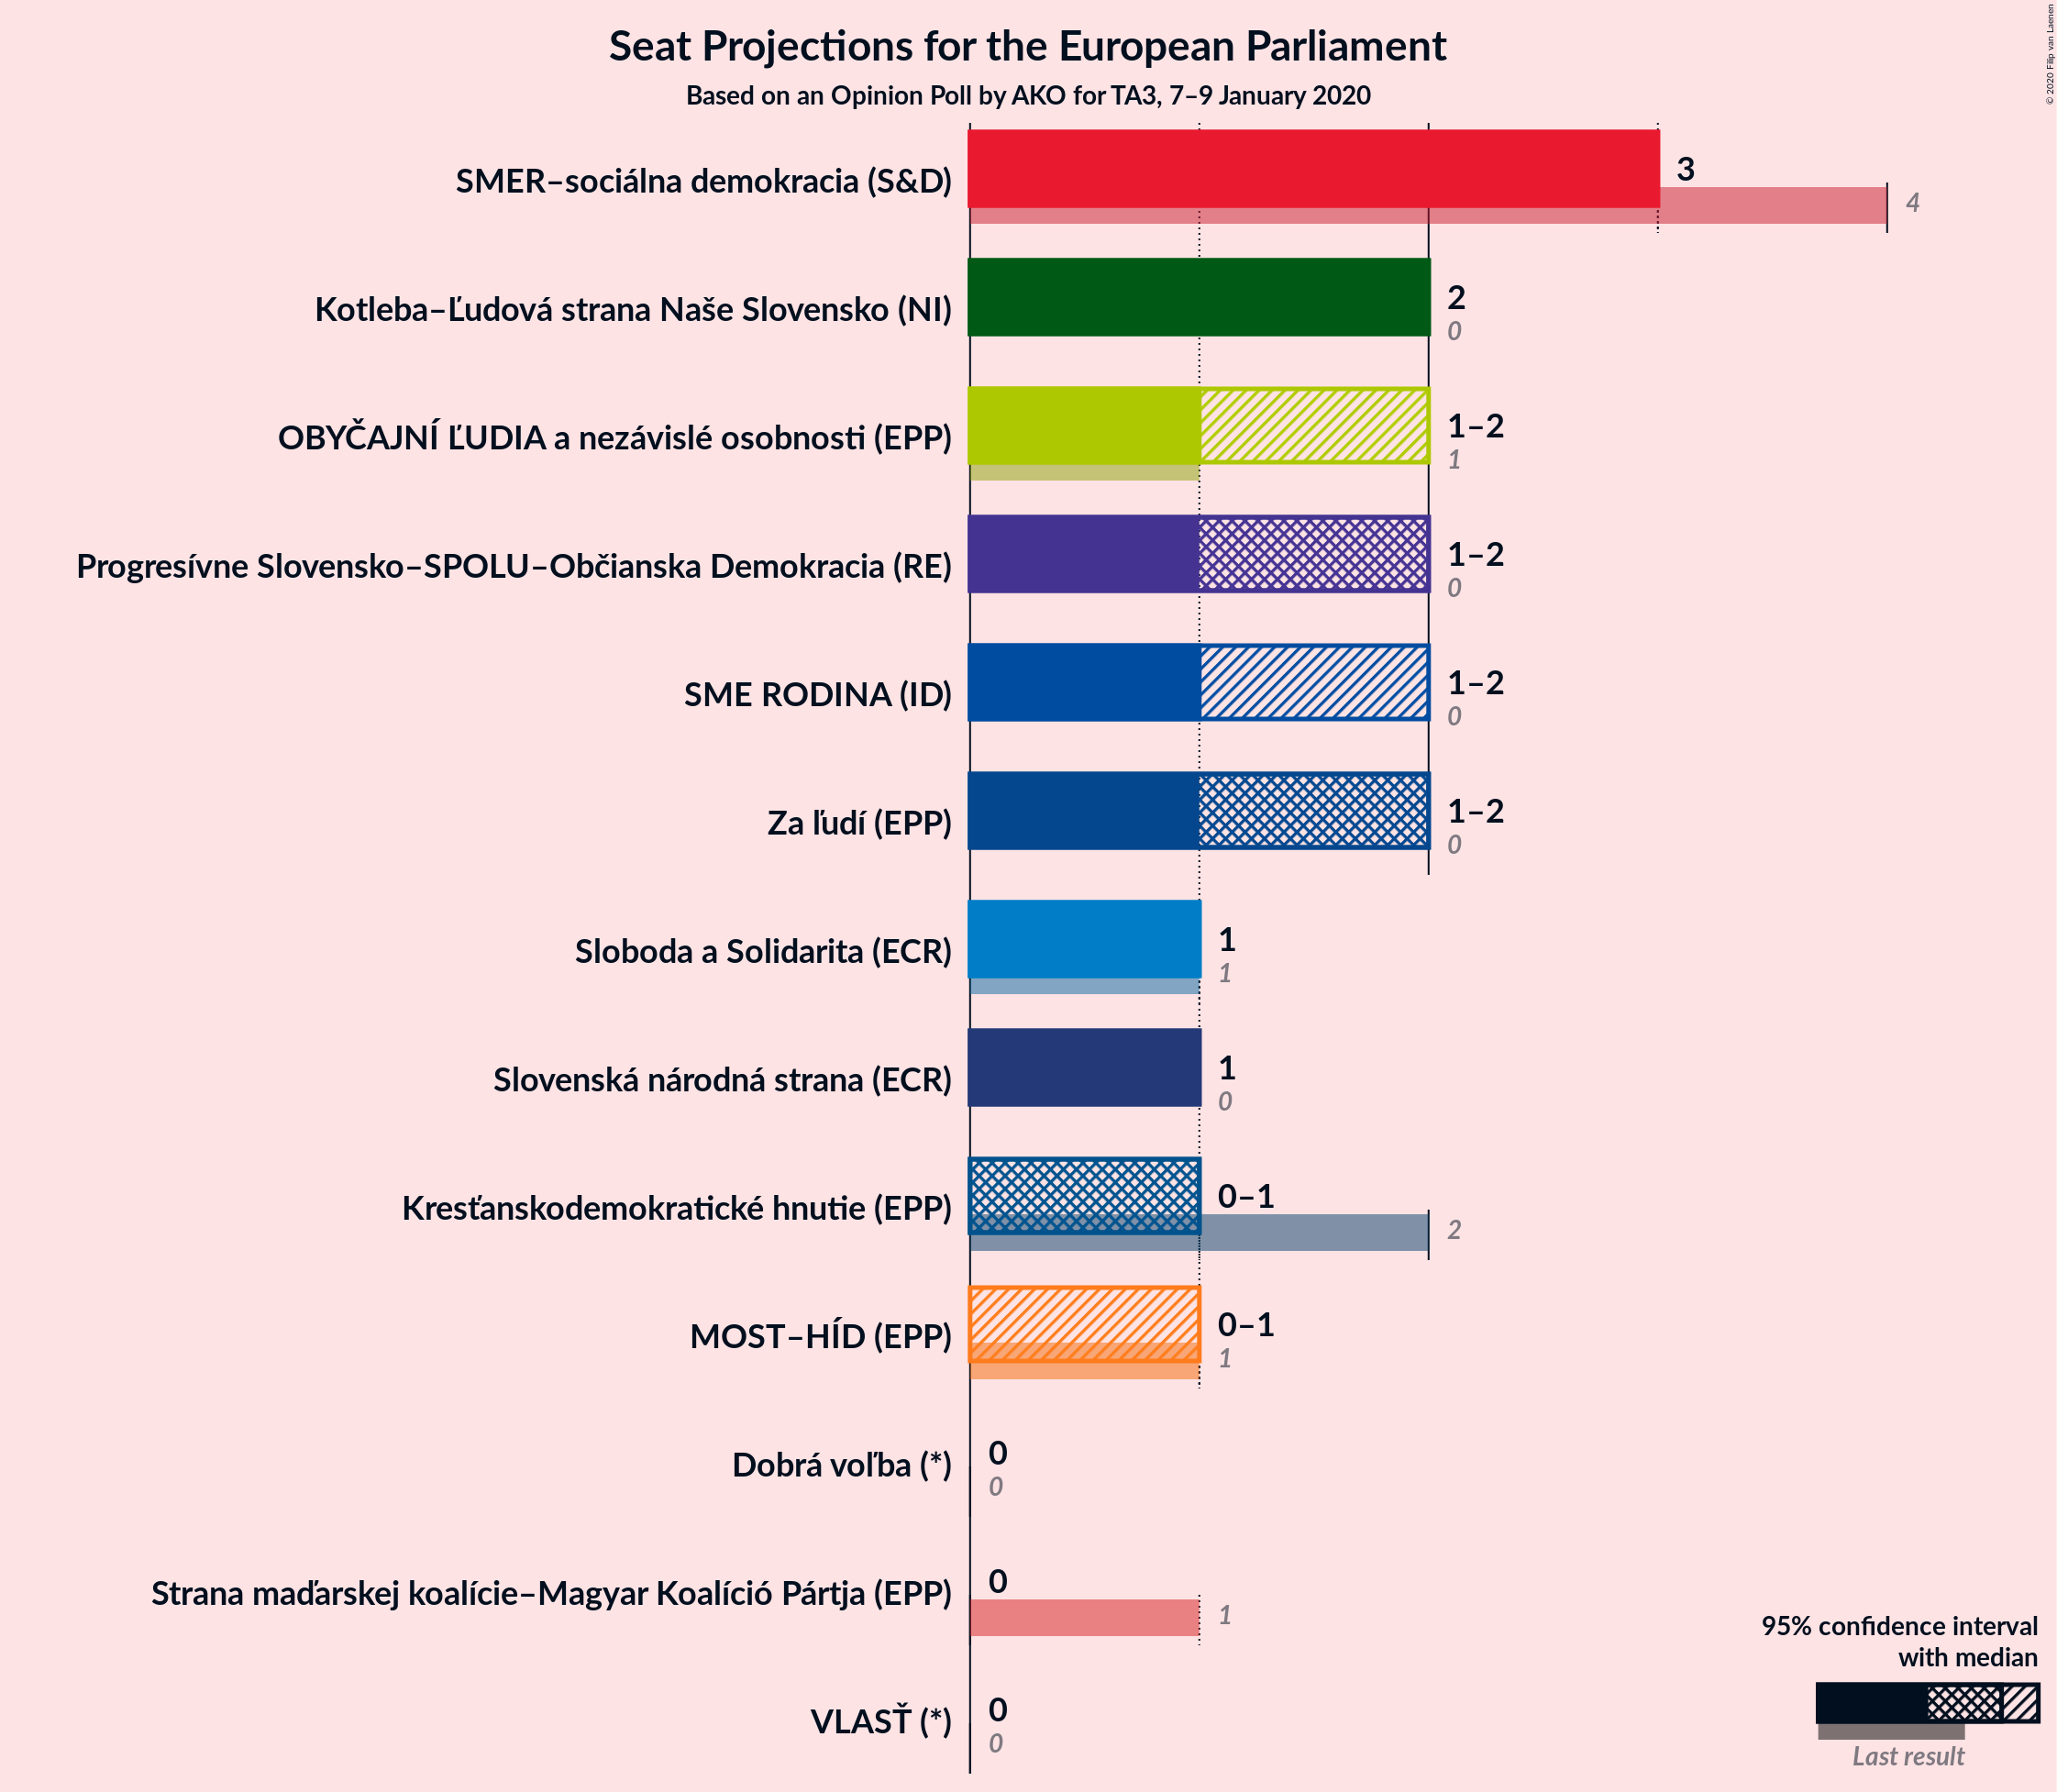 Seat Projections for the European Parliament
Based on an Opinion Poll by AKO for TA3, 7–9 January 2020
© 2020 Filip van Laenen
SMER–sociálna demokracia (S&D)
3
4
Kotleba–Ľudová strana Naše Slovensko (NI)
2
0
OBYČAJNÍ ĽUDIA a nezávislé osobnosti (EPP)
1–2
1
Progresívne Slovensko–SPOLU–Občianska Demokracia (RE)
1–2
0
SME RODINA (ID)
1–2
0
Za ľudí (EPP)
1–2
0
Sloboda a Solidarita (ECR)
1
1
Slovenská národná strana (ECR)
1
0
Kresťanskodemokratické hnutie (EPP)
0–1
2
MOST–HÍD (EPP)
0–1
1
Dobrá voľba (*)
0
0
Strana maďarskej koalície–Magyar Koalíció Pártja (EPP)
0
1
VLASŤ (*)
0
0
95% confidence interval
with median
Last result